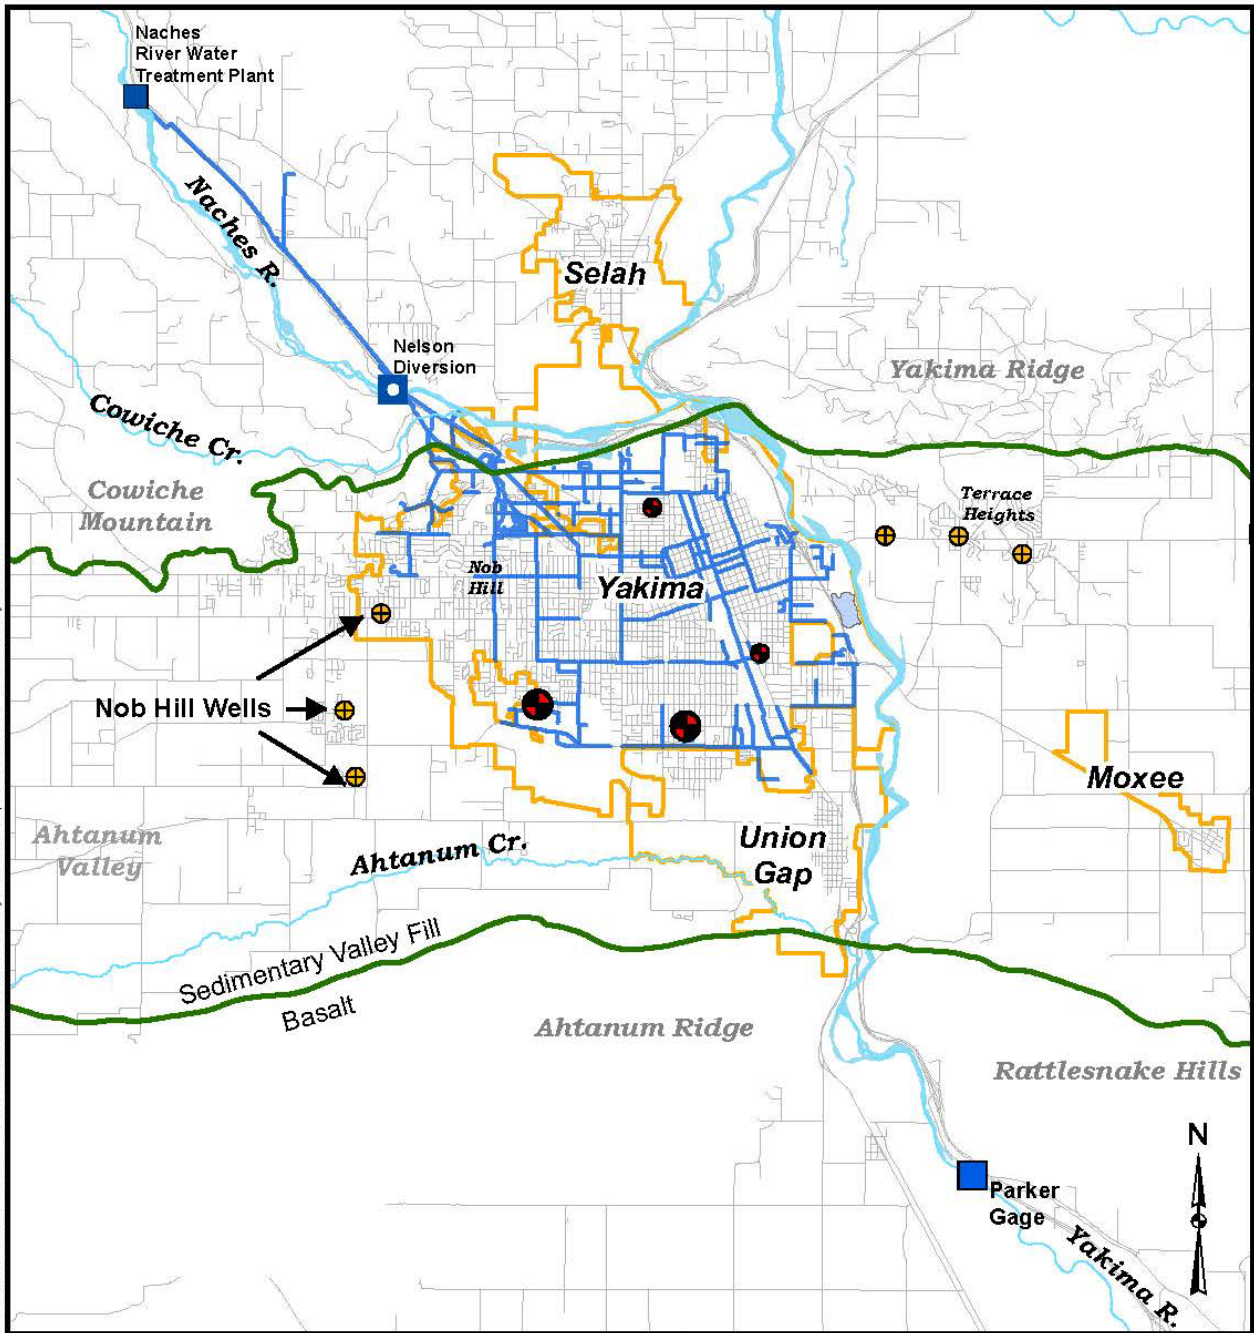 Naches
River Water
Treatment Plant
Naches R.
Selah
Nelson
Diversion
Yakima Ridge
Cowiche Cr.
Cowiche
Mountain
Terrace
Heights
Nob
Hill
Yakima
Nob Hill Wells
Moxee
Ahtanum
Valley
Ahtanum Cr.
Union
Gap
Sedimentary Valley Fill
Basalt
Ahtanum Ridge
Rattlesnake Hills
N
Parker
Gage
Yakima R.